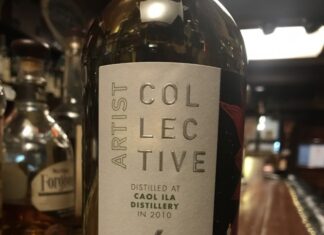 ARTIST
COL
LEC
TIVE
DISTILLED AT
CAOL ILA
DISTILLERY
IN 2010